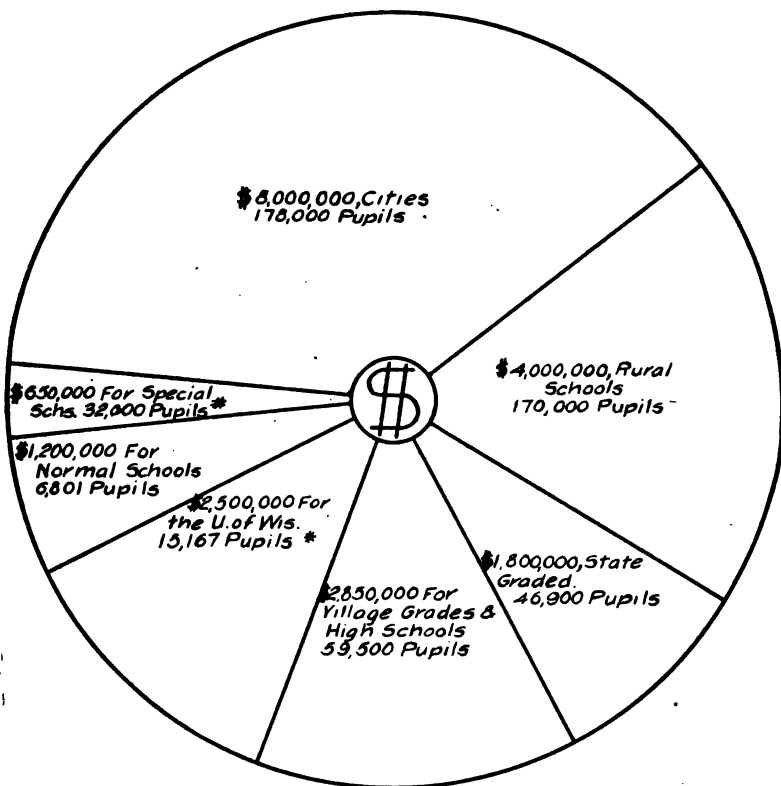 $8,000,000, Cities
178,000 Pupils
$4,000,000, Rural
Schools
170,000 Pupils
$650,000 For Special
Schs. 32,000 Pupils*
$1,200,000 For
Normal Schools
6,801 Pupils
$
$2,500,000 For
the U. of Wis.
15,167 Pupils *
$1,800,000, State
Graded.
46,900 Pupils
$2,850,000 For
Village Grades &
High Schools
59,500 Pupils